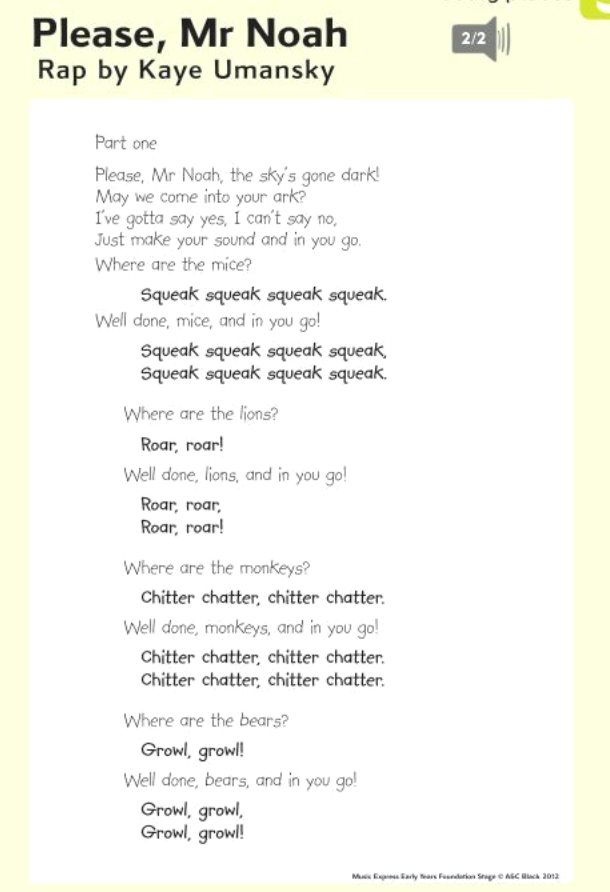 Please, Mr Noah
2/2
Rap by Kaye Umansky
Part one
Please, Mr Noah, the sky's gone dark!
May we come into your ark?
I've gotta say yes, I can't say no,
Just make your sound and in you go.
Where are the mice?
Squeak squeak squeak squeak.
Well done, mice, and in you go!
Squeak squeak squeak squeak,
Squeak squeak squeak squeak.
Where are the lions?
Roar, roar!
Well done, lions, and in you go!
Roar, roar,
Roar, roar!
Where are the monkeys?
Chitter chatter, chitter chatter.
Well done, monkeys, and in you go!
Chitter chatter, chitter chatter.
Chitter chatter, chitter chatter.
Where are the bears?
Growl, growl!
Well done, bears, and in you go!
Growl, growl,
Growl, growl!
Music Express Early Years Foundation Stage © A&C Black 2012